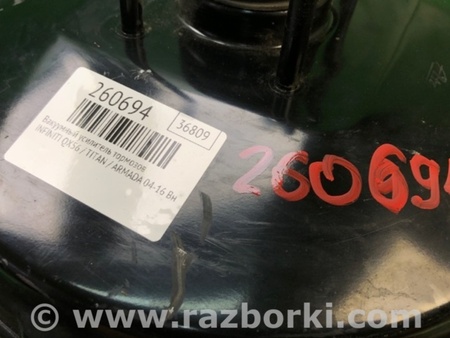 260694
36809
Вакуумный усилитель тормозов
INFINITI QX56 / TITAN / ARMADA 04-16 Вн
260694
© www.razborki.com